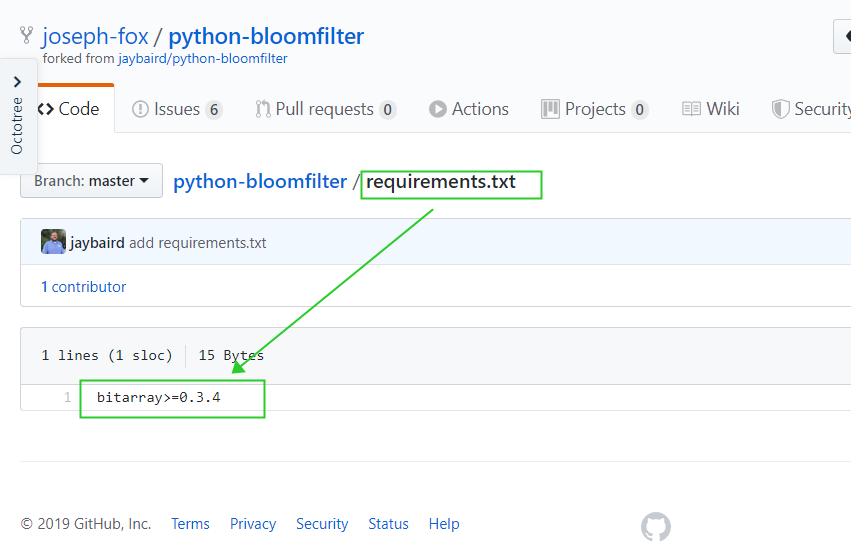 joseph-fox / python-bloomfilter
forked from jaybaird/python-bloomfilter
Octotree
Code Issues 6 Pull requests 0 Actions Projects 0 Wiki Security
Branch: master python-bloomfilter / requirements.txt
jaybaird add requirements.txt
1 contributor
1 lines (1 sloc) 15 Bytes
1 bitarray>=0.3.4
© 2019 GitHub, Inc. Terms Privacy Security Status Help